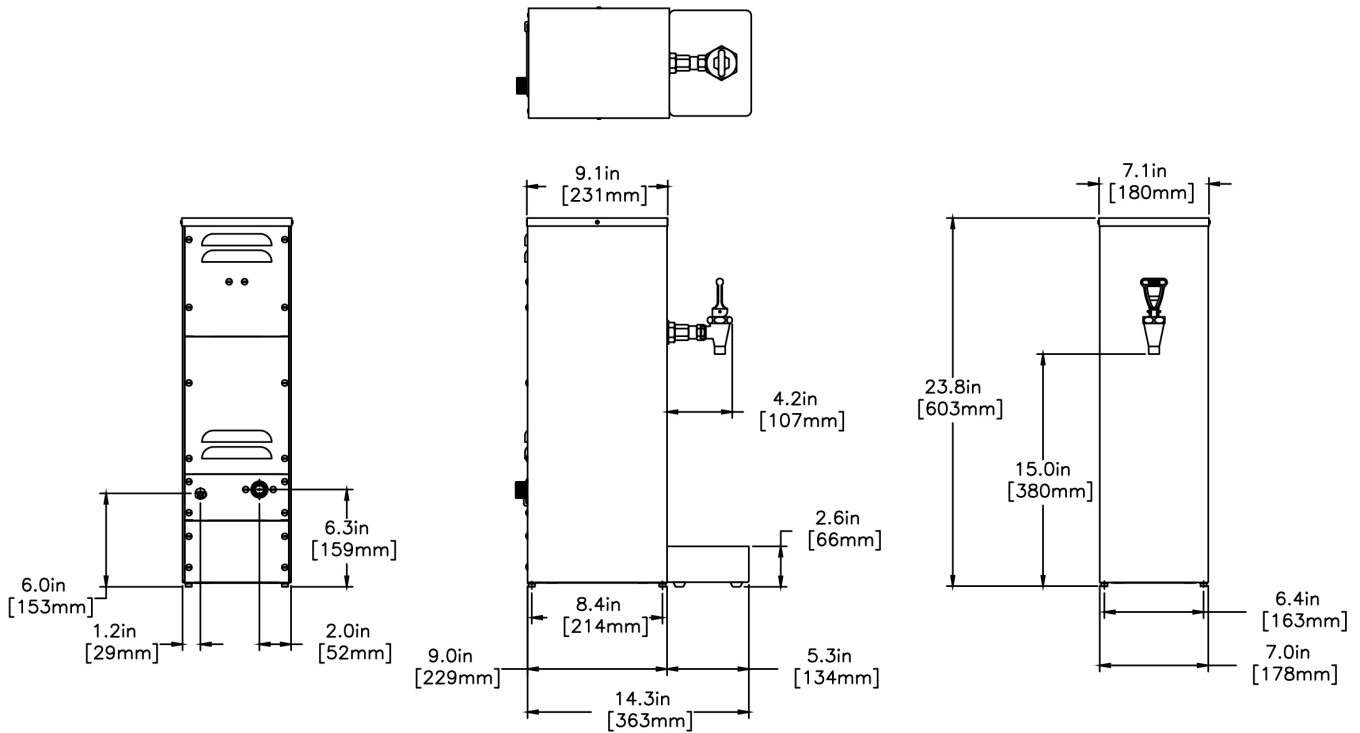 9.1in
[231mm]
7.1in
[180mm]
23.8in
[603mm]
4.2in
[107mm]
15.0in
[380mm]
2.6in
[66mm]
6.3in
[159mm]
6.0in
[153mm]
1.2in
[29mm]
2.0in
[52mm]
8.4in
[214mm]
9.0in
[229mm]
5.3in
[134mm]
14.3in
[363mm]
6.4in
[163mm]
7.0in
[178mm]